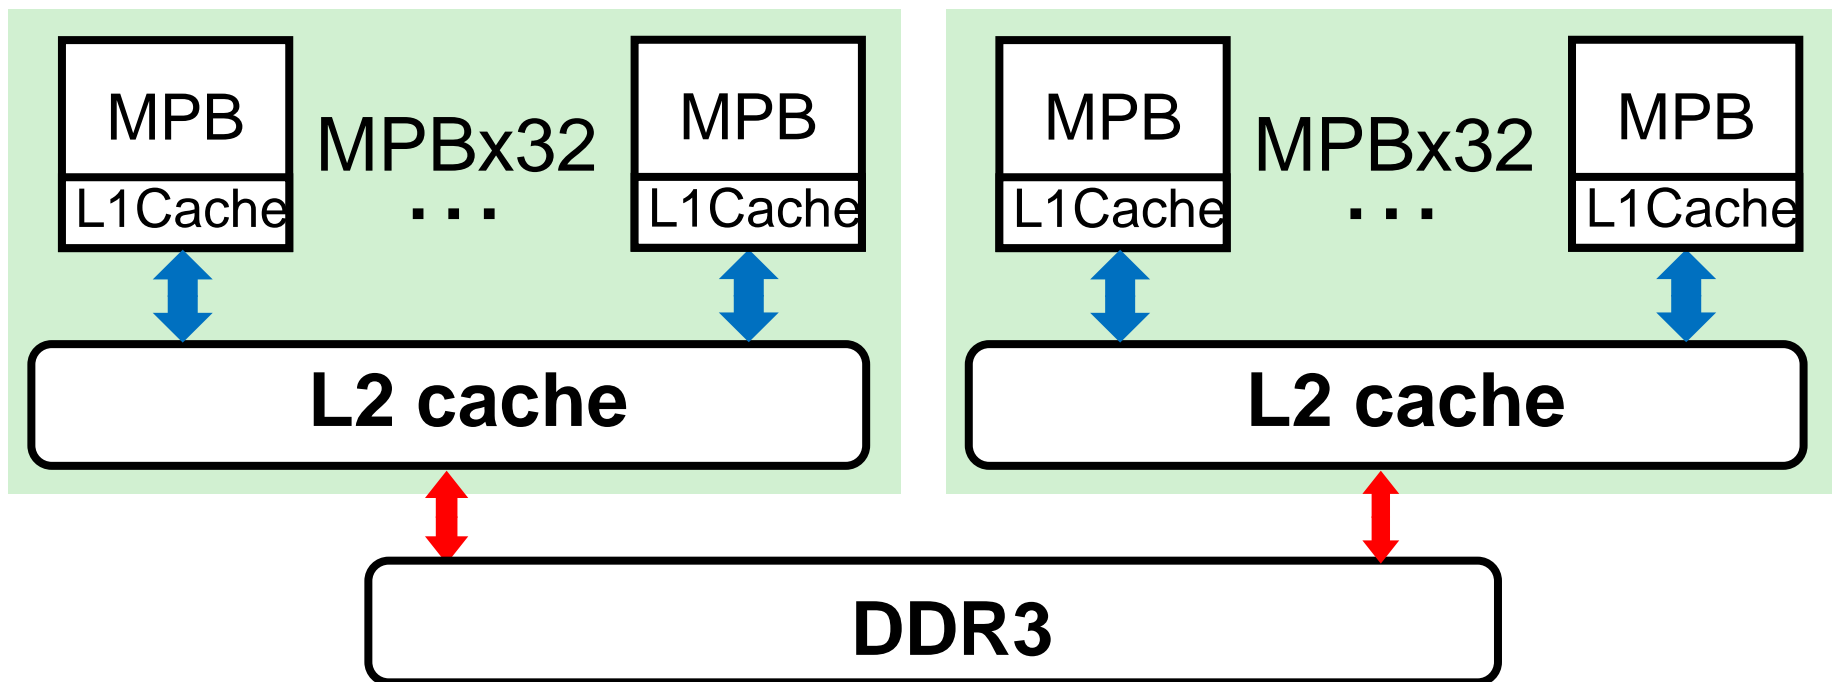 MPB
MPBx32
MPB
L1Cache
...
L1Cache
L2 cache
MPB
MPBx32
MPB
L1Cache
...
L1Cache
L2 cache
DDR3